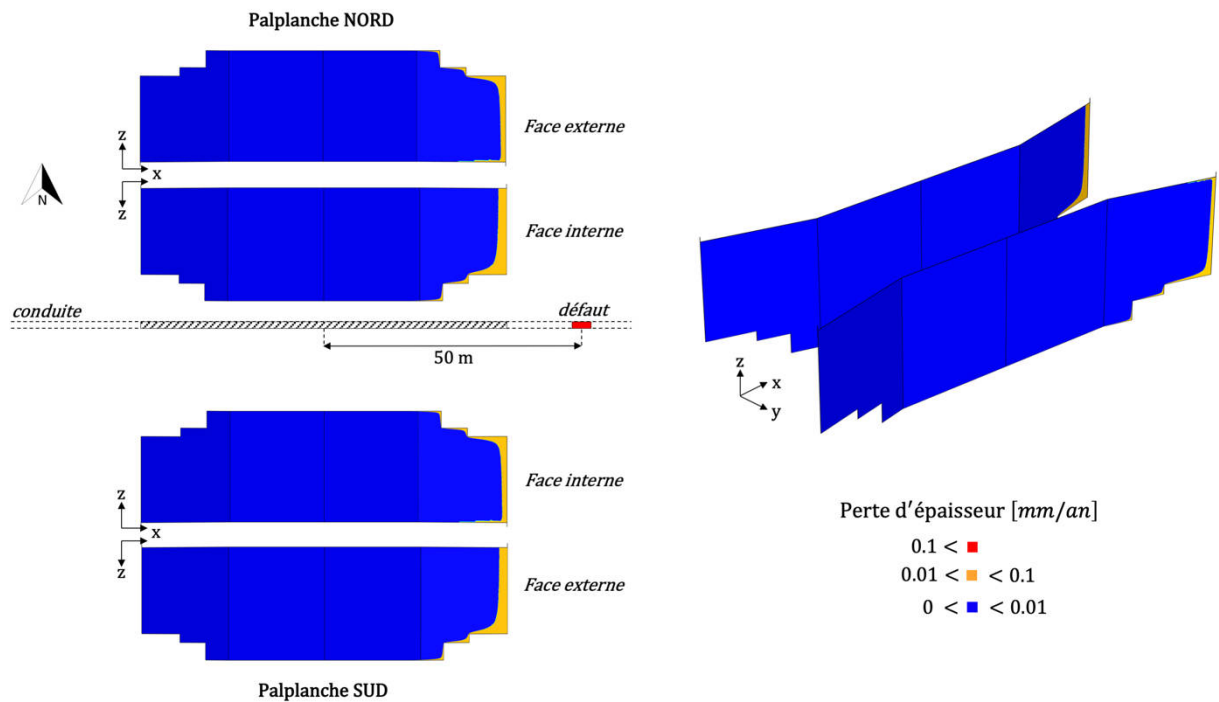 Palplanche NORD
Face externe
z
x
z
N
Face interne
conduite
défaut
50 m
Face interne
z
x
z
Face externe
Palplanche SUD
z
x
y
Perte d'épaisseur [mm/an]
0.1 <
0.01 < < 0.1
0 < < 0.01